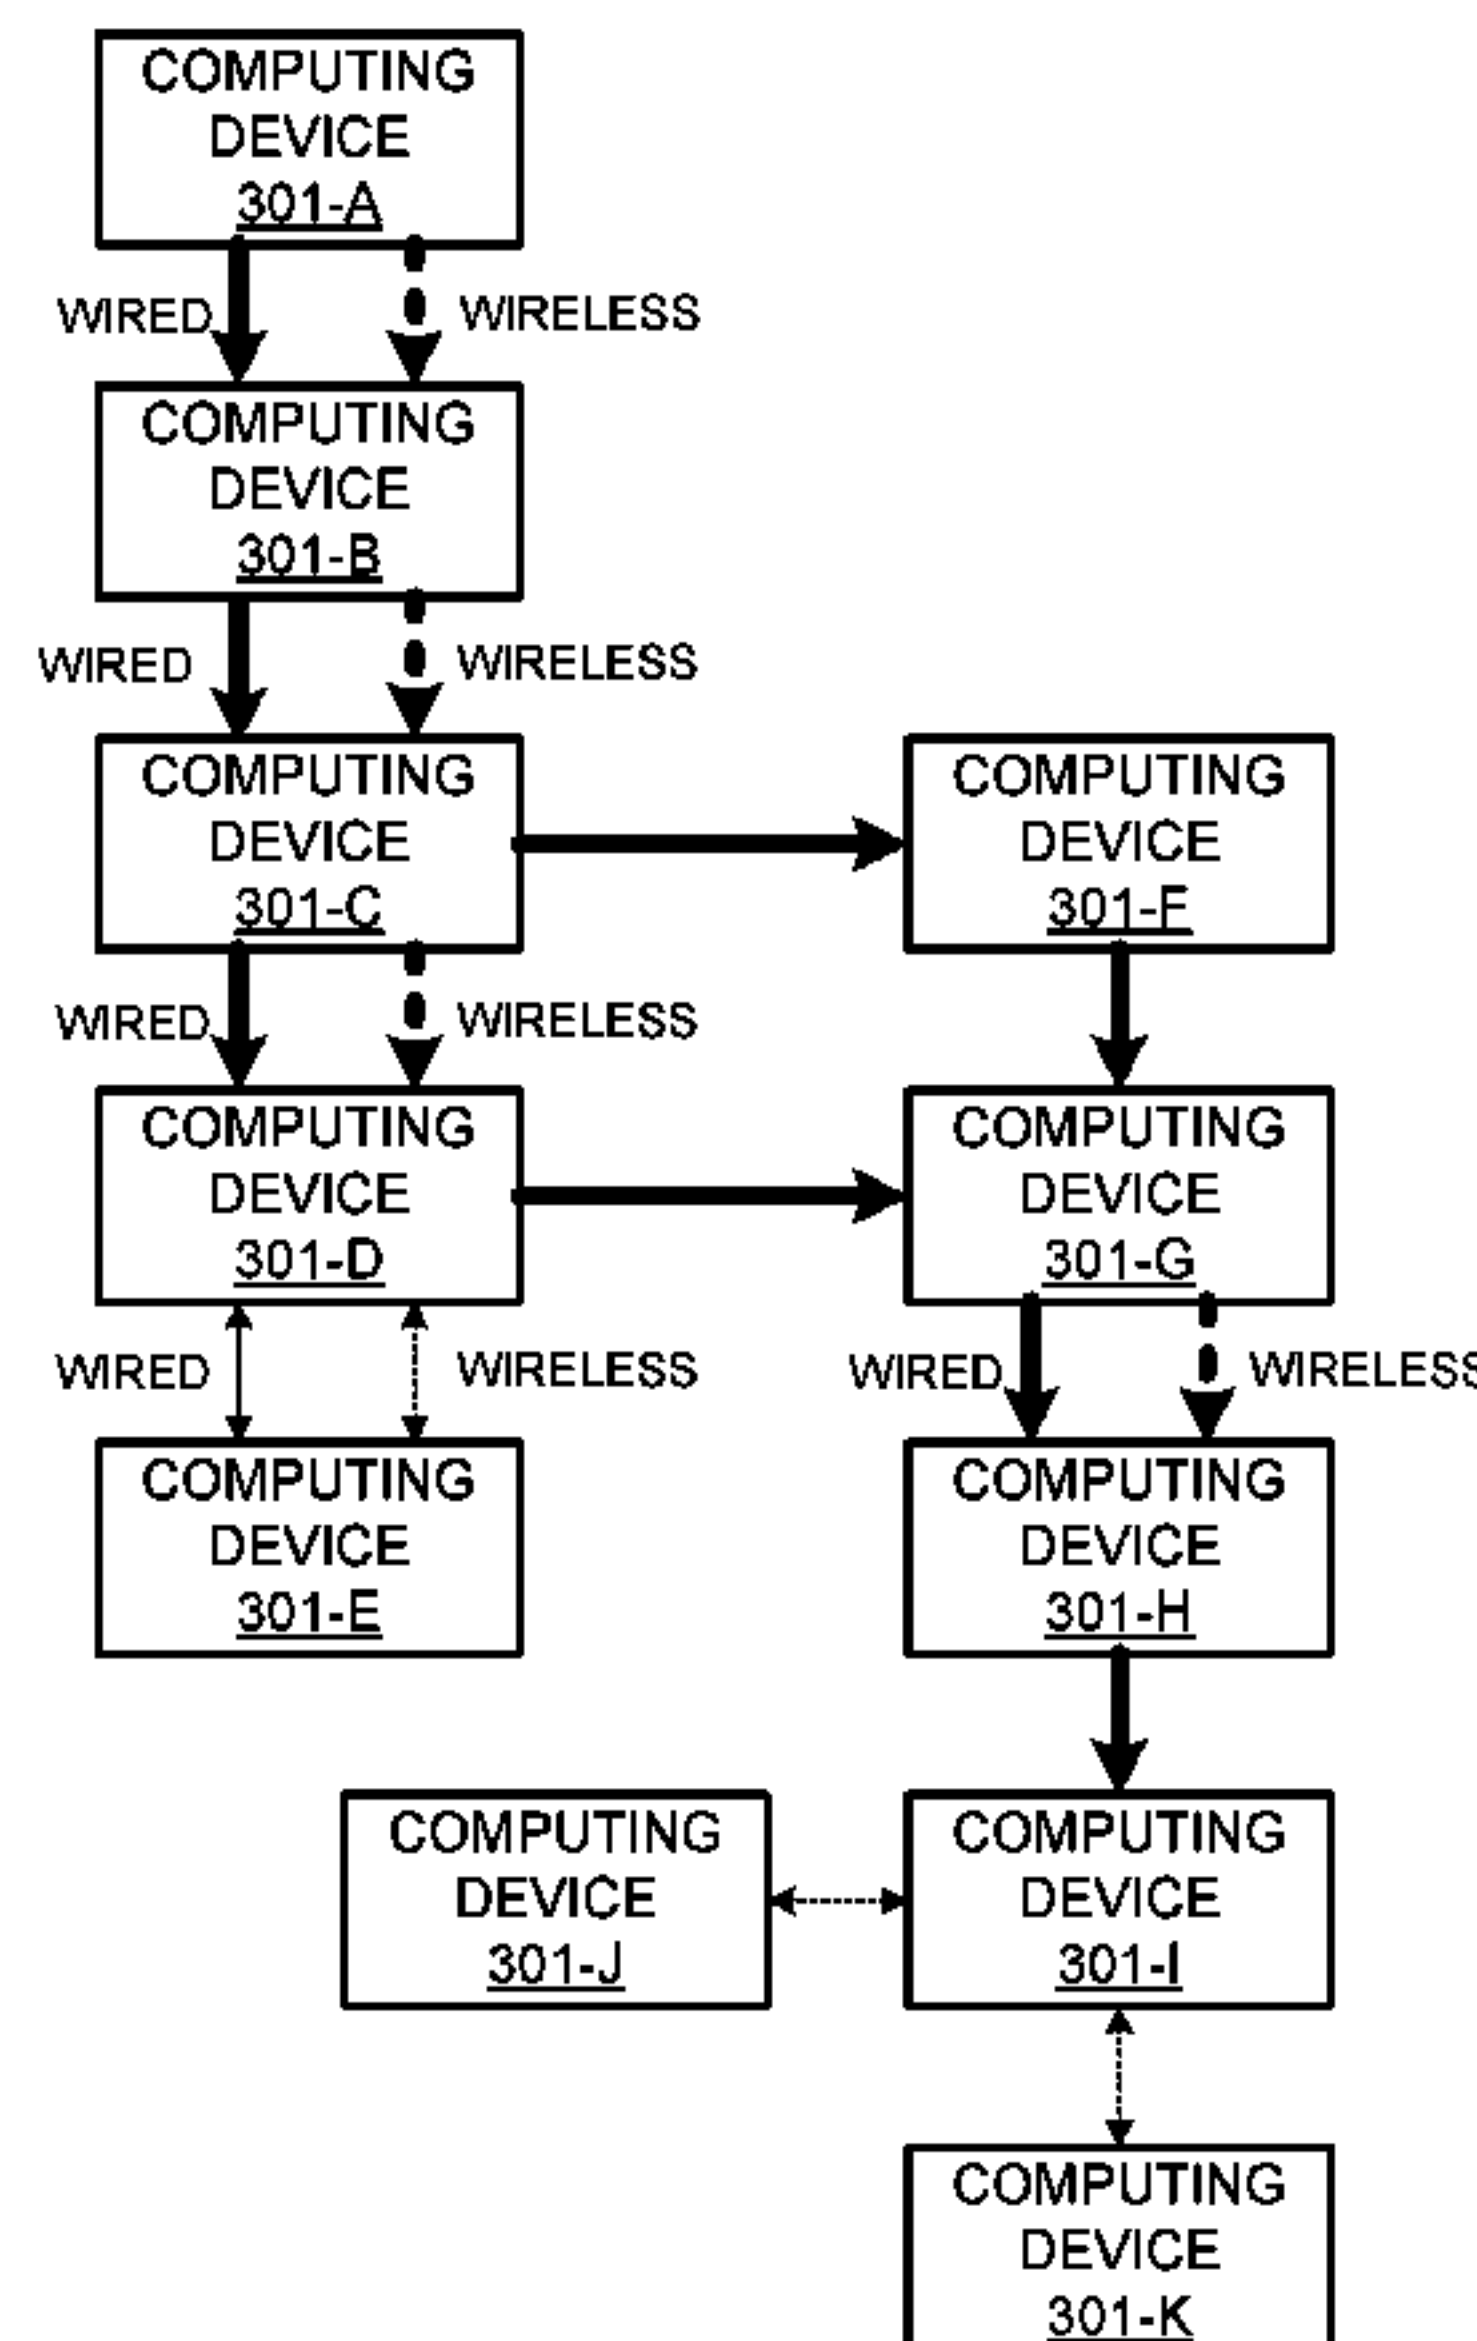 COMPUTING
DEVICE
301-A
WIRED
WIRELESS
COMPUTING
DEVICE
301-B
WIRED
WIRELESS
COMPUTING
DEVICE
301-C
COMPUTING
DEVICE
301-F
WIRED
WIRELESS
COMPUTING
DEVICE
301-D
COMPUTING
DEVICE
301-G
WIRED
WIRELESS
WIRED
WIRELESS
COMPUTING
DEVICE
301-E
COMPUTING
DEVICE
301-H
COMPUTING
DEVICE
301-J
COMPUTING
DEVICE
301-I
COMPUTING
DEVICE
301-K